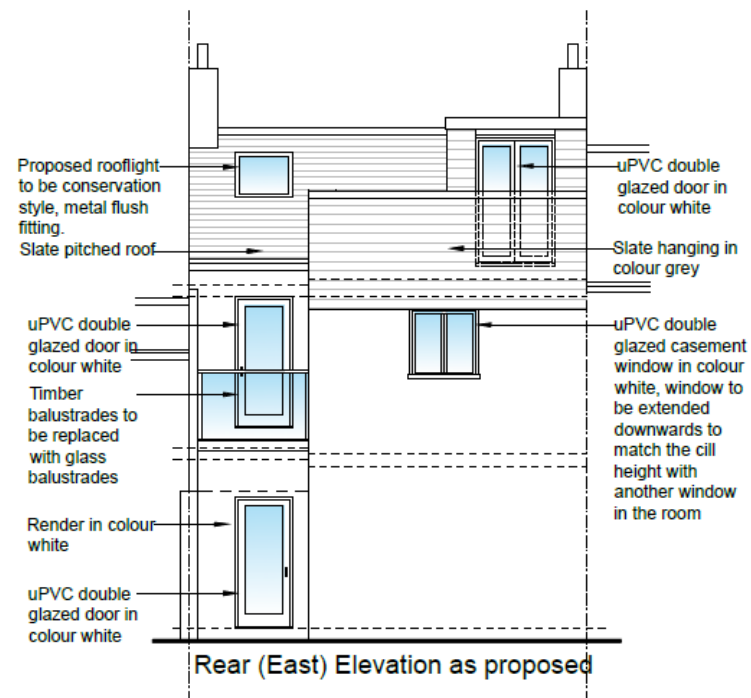 Proposed rooflight
to be conservation
style, metal flush
fitting.
Slate pitched roof
uPVC double
glazed door in
colour white
Timber
balustrades to
be replaced
with glass
balustrades
Render in colour
white
uPVC double
glazed door in
colour white
uPVC double
glazed door in
colour white
Slate hanging in
colour grey
uPVC double
glazed casement
window in colour
white, window to
be extended
downwards to
match the cill
height with
another window
in the room
Rear (East) Elevation as proposed